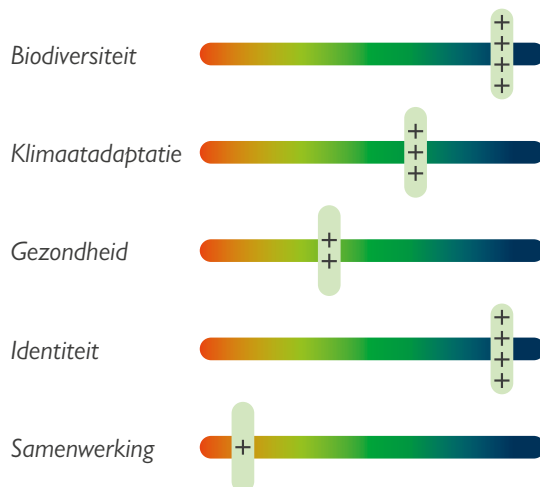 Biodiversiteit ++++
Klimaatadaptatie +++
Gezondheid ++
Identiteit ++++
Samenwerking +